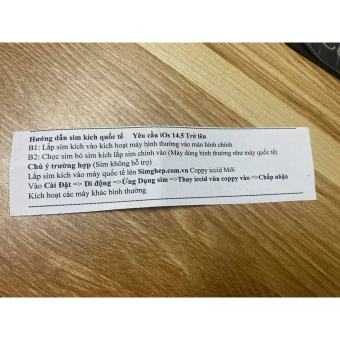 Hướng dẫn sim kích quốc tế Yêu cầu iOs 14.5 Trở lên
B1: Lắp sim kích vào kích hoạt máy bình thường vào màn hình chính
B2: Chọc sim bỏ sim kích lắp sim chính vào (Máy dùng bình thường như máy quốc tế)
Chú ý trường hợp (Sim không hỗ trợ)
Lắp sim kích vào máy quốc tế lên Simghep.com.vn Coppy iccid Mới
Vào Cài Đặt => Di động =>Ứng Dụng sim =>Thay iccid vừa coppy vào =>Chấp nhận
Kích hoạt các máy khác bình thường